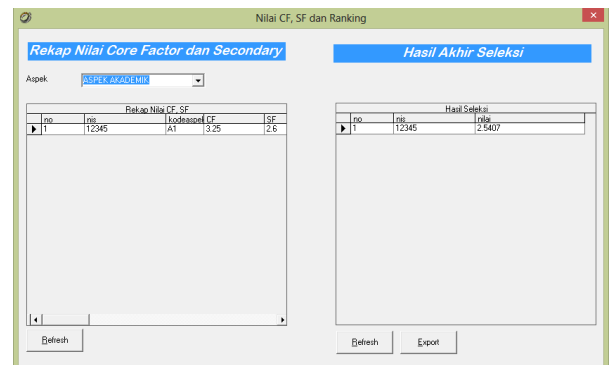 Nilai CF, SF dan Ranking
Rekap Nilai Core Factor dan Secondary
Aspek ASPEK AKADEMIK
Rekap Nilai CF, SF
no nis kodeaspel CF SF
1 12345 A1 3.25 2.6
Refresh
Hasil Akhir Seleksi
Hasil Seleksi
no nis nilai
1 12345 2.5407
Refresh Export